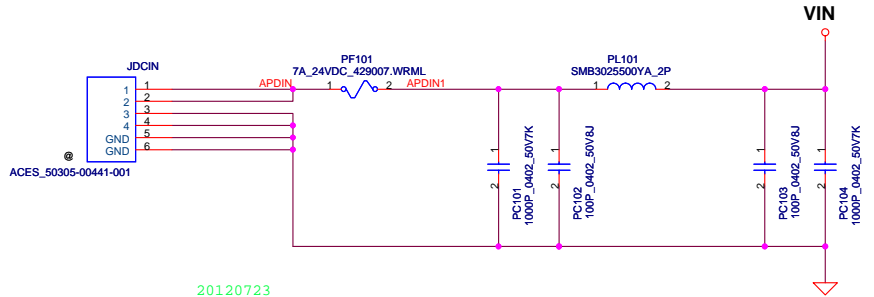 VIN
PF101
7A_24VDC_429007.WRML
PL101
SMB3025500YA_2P
JDCIN
APDIN
1
2
APDIN1
1
2
1
1
2
2
3
3
4
4
GND
5
GND
6
@
ACES_50305-00441-001
1
2
PC101
1000P_0402_50V7K
1
2
PC102
100P_0402_50V8J
1
2
PC103
100P_0402_50V8J
1
2
PC104
1000P_0402_50V7K
20120723